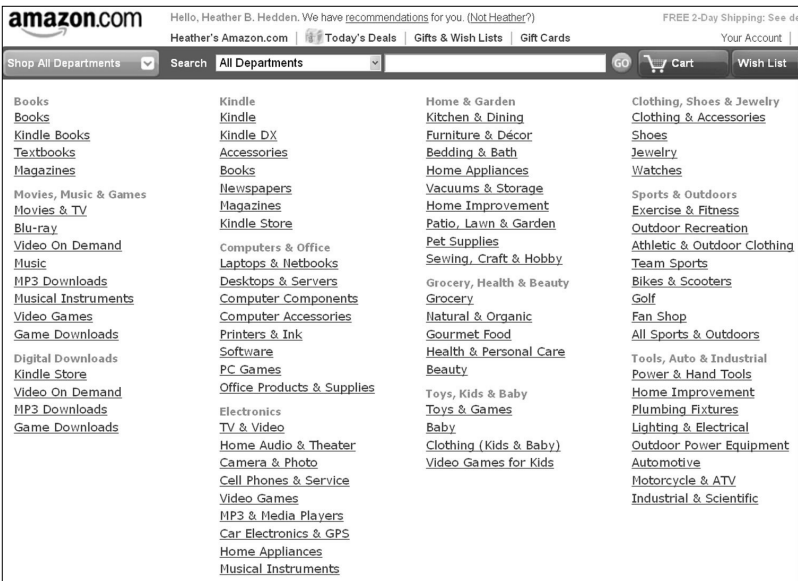 amazon.com
Hello, Heather B. Hedden. We have recommendations for you. (Not Heather?)
FREE 2-Day Shipping: See
Heather's Amazon.com | Today's Deals | Gifts & Wish Lists | Gift Cards
Your Account |
Shop All Departments
Search All Departments
GO
Cart
Wish List
Books
Books
Kindle Books
Textbooks
Magazines
Movies, Music & Games
Movies & TV
Blu-ray
Video On Demand
Music
MP3 Downloads
Musical Instruments
Video Games
Game Downloads
Digital Downloads
Kindle Store
Video On Demand
MP3 Downloads
Game Downloads
Kindle
Kindle
Kindle DX
Accessories
Books
Newspapers
Magazines
Kindle Store
Computers & Office
Laptops & Netbooks
Desktops & Servers
Computer Components
Computer Accessories
Printers & Ink
Software
PC Games
Office Products & Supplies
Electronics
TV & Video
Home Audio & Theater
Camera & Photo
Cell Phones & Service
Video Games
MP3 & Media Players
Car Electronics & GPS
Home Appliances
Musical Instruments
Home & Garden
Kitchen & Dining
Furniture & Décor
Bedding & Bath
Home Appliances
Vacuums & Storage
Home Improvement
Patio, Lawn & Garden
Pet Supplies
Sewing, Craft & Hobby
Grocery, Health & Beauty
Grocery
Natural & Organic
Gourmet Food
Health & Personal Care
Beauty
Toys, Kids & Baby
Toys & Games
Baby
Clothing (Kids & Baby)
Video Games for Kids
Clothing, Shoes & Jewelry
Clothing & Accessories
Shoes
Jewelry
Watches
Sports & Outdoors
Exercise & Fitness
Outdoor Recreation
Athletic & Outdoor Clothing
Team Sports
Bikes & Scooters
Golf
Fan Shop
All Sports & Outdoors
Tools, Auto & Industrial
Power & Hand Tools
Home Improvement
Plumbing Fixtures
Lighting & Electrical
Outdoor Power Equipment
Automotive
Motorcycle & ATV
Industrial & Scientific